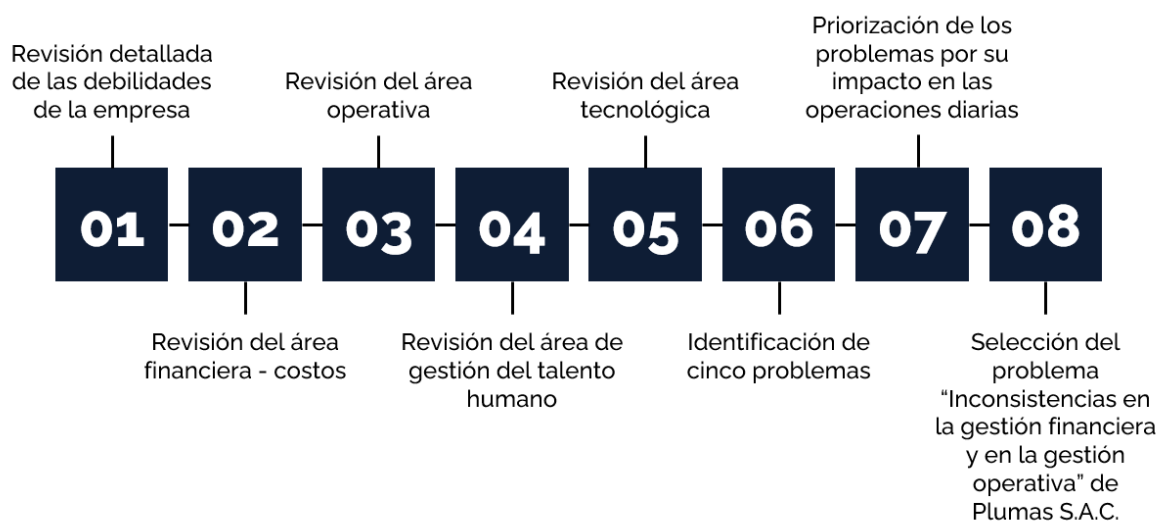 01
Revisión detallada
de las debilidades
de la empresa
02
Revisión del área
financiera - costos
03
Revisión del área
operativa
04
Revisión del área de
gestión del talento
humano
05
Revisión del área
tecnológica
06
Identificación de
cinco problemas
07
Priorización de los
problemas por su
impacto en las
operaciones diarias
08
Selección del
problema
“Inconsistencias en
la gestión financiera
y en la gestión
operativa” de
Plumas S.A.C.